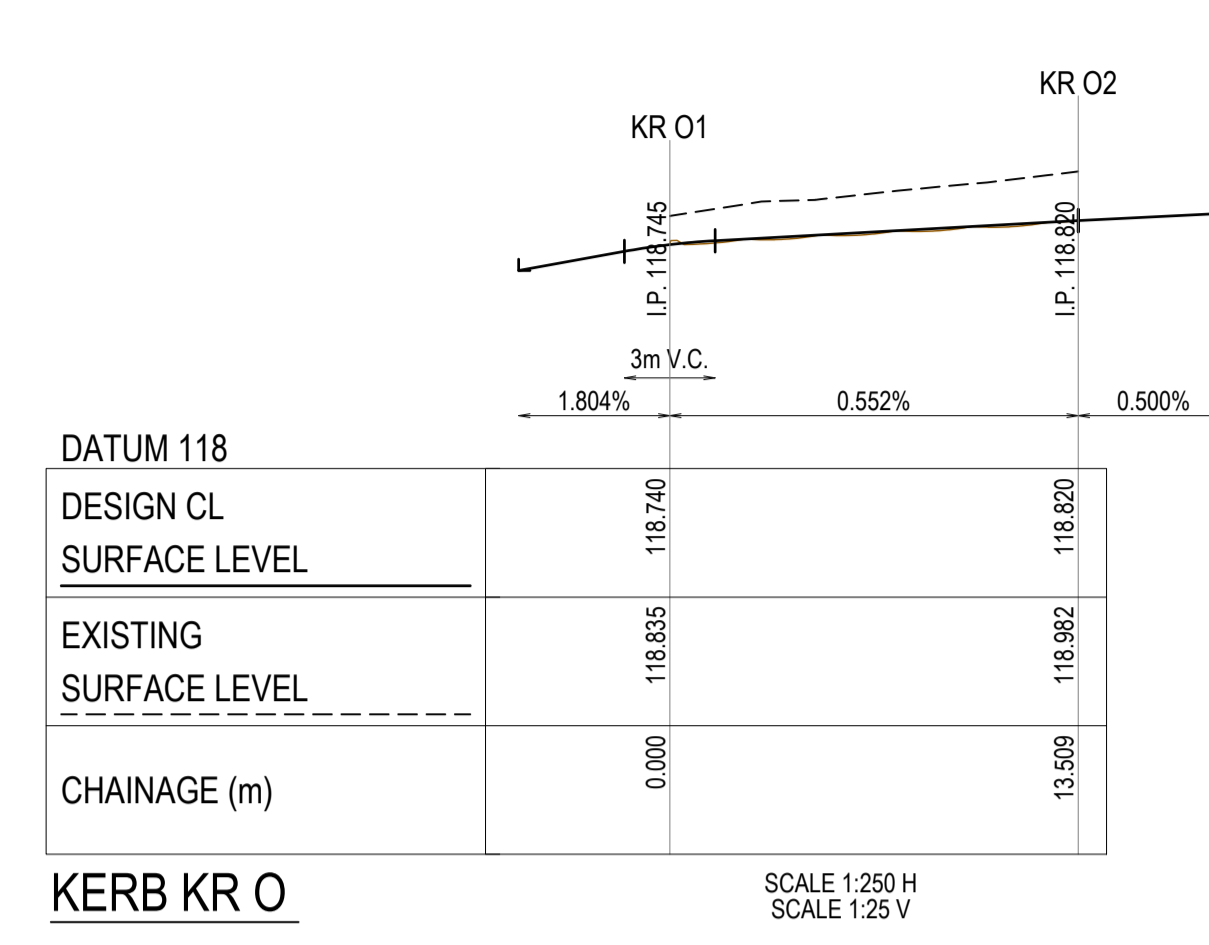 KR O2
KR O1
I.P. 118.745
I.P. 118.820
3m V.C.
1.804%
0.552%
0.500%
DATUM 118
DESIGN CL
SURFACE LEVEL
118.740
118.820
EXISTING
SURFACE LEVEL
118.835
118.982
CHAINAGE (m)
0.000
13.509
KERB KR O
SCALE 1:250 H
SCALE 1:25 V